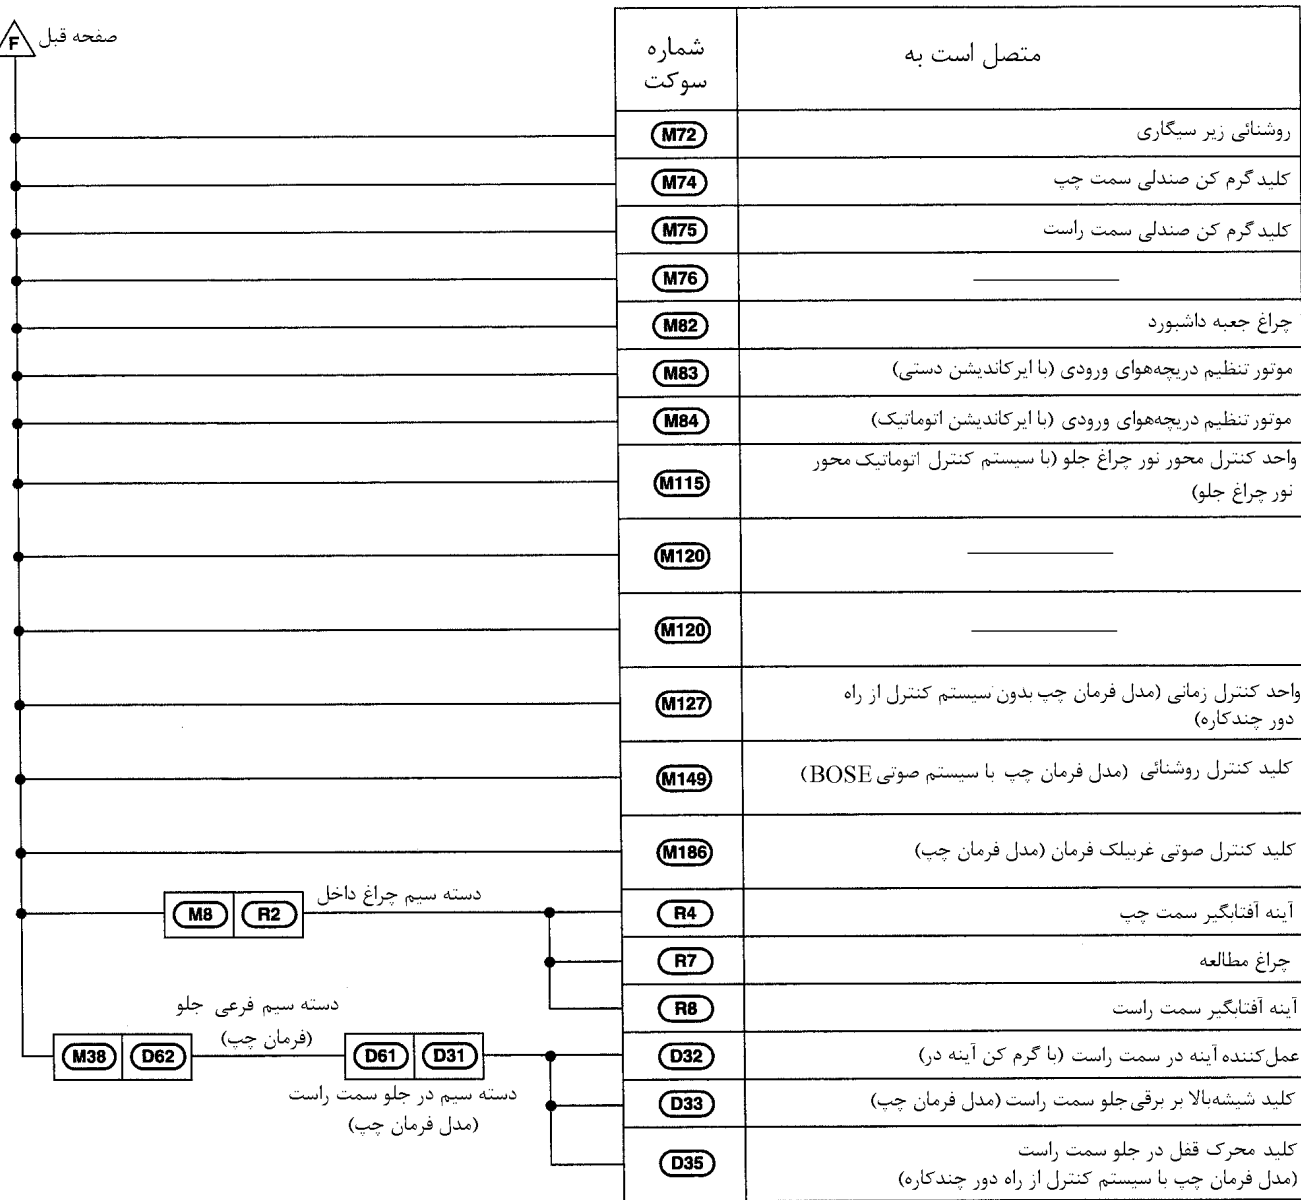 F
صفحه قبل
شماره
سوکت
متصل است به
M72
روشنائی زیر سیگاری
M74
کلید گرم کن صندلی سمت چپ
M75
کلید گرم کن صندلی سمت راست
M76
M82
چراغ جعبه داشبورد
M83
موتور تنظیم دریچه‌هوای ورودی (با ایرکاندیشن دستی)
M84
موتور تنظیم دریچه‌هوای ورودی (با ایرکاندیشن اتوماتیک)
M115
واحد کنترل محور نور چراغ جلو (با سیستم کنترل اتوماتیک محور
نور چراغ جلو)
M120
M120
M127
واحد کنترل زمانی (مدل فرمان چپ بدون سیستم کنترل از راه
دور چندکاره)
M149
کلید کنترل روشنائی (مدل فرمان چپ با سیستم صوتی BOSE)
M186
کلید کنترل صوتی غربیلک فرمان (مدل فرمان چپ)
M8 R2
دسته سیم چراغ داخل
R4
آینه آفتابگیر سمت چپ
R7
چراغ مطالعه
R8
آینه آفتابگیر سمت راست
دسته سیم فرعی جلو
(فرمان چپ)
M38 D62
D61 D31
دسته سیم در جلو سمت راست
(مدل فرمان چپ)
D32
عمل‌کننده آینه در سمت راست (با گرم کن آینه در)
D33
کلید شیشه‌بالا بر برقی جلو سمت راست (مدل فرمان چپ)
D35
کلید محرک قفل در جلو سمت راست
(مدل فرمان چپ با سیستم کنترل از راه دور چندکاره)